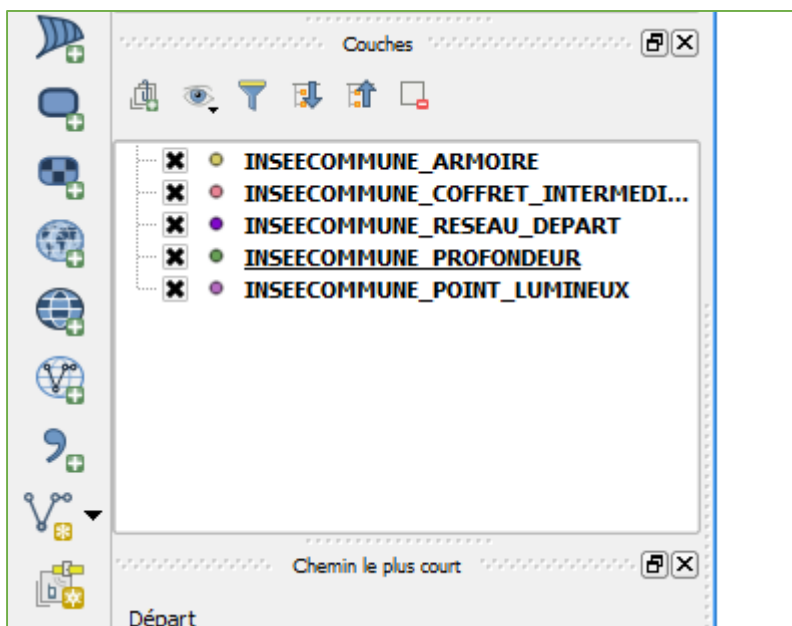 Couches
INSEECOMMUNE_ARMOIRE
INSEECOMMUNE_COFFRET_INTERMEDI...
INSEECOMMUNE_RESEAU_DEPART
INSEECOMMUNE_PROFONDEUR
INSEECOMMUNE_POINT_LUMINEUX
Chemin le plus court
Départ